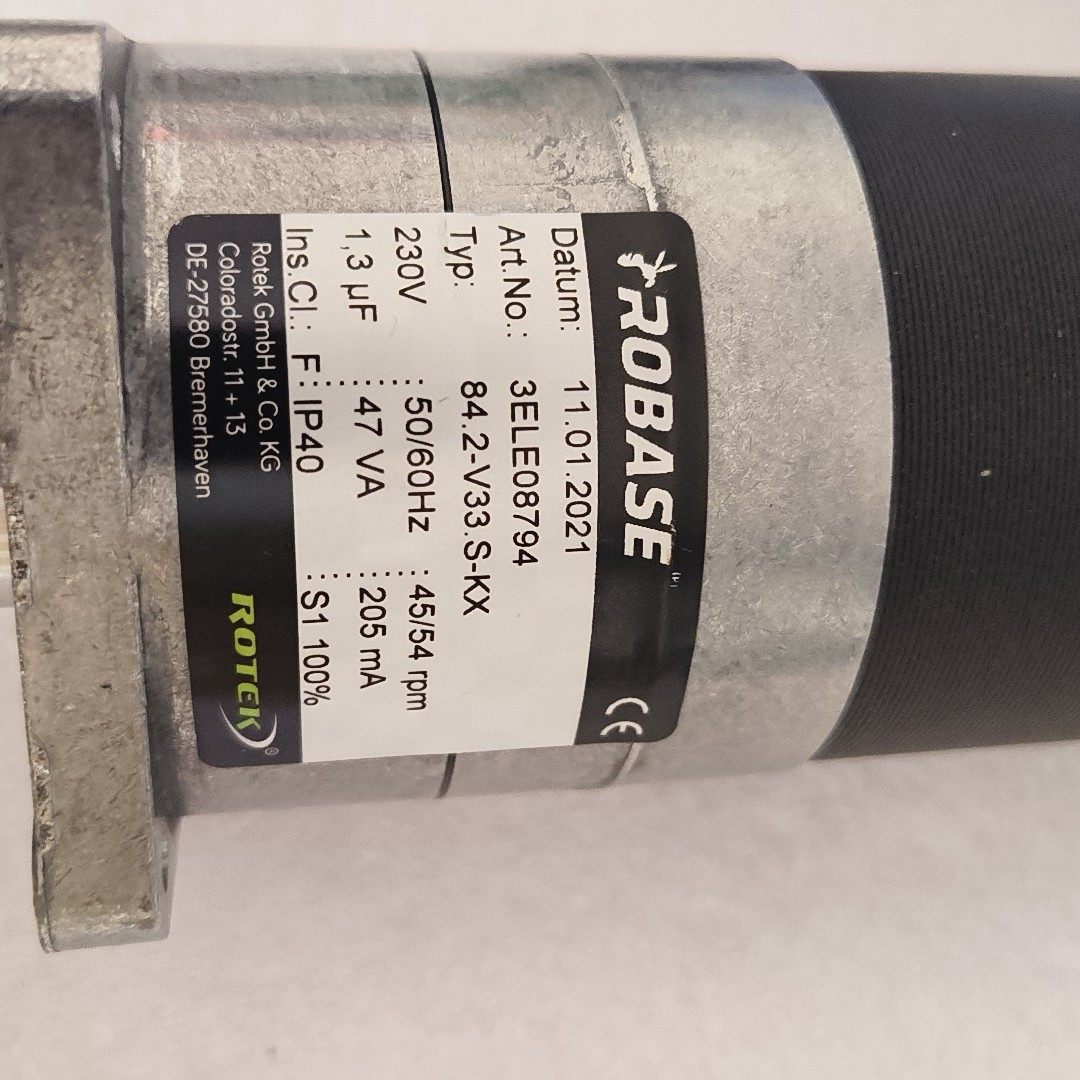 ROBASE
CE
Datum: 11.01.2021
Art.No.: 3ELE08794
Typ: 84.2-V33.S-KX
230V : 50/60Hz : 45/54 rpm
1,3 µF : 47 VA : 205 mA
Ins.Cl.: F : IP40 : S1 100%
Rotek GmbH & Co. KG
Coloradostr. 11 + 13
DE-27580 Bremerhaven
ROTEK®